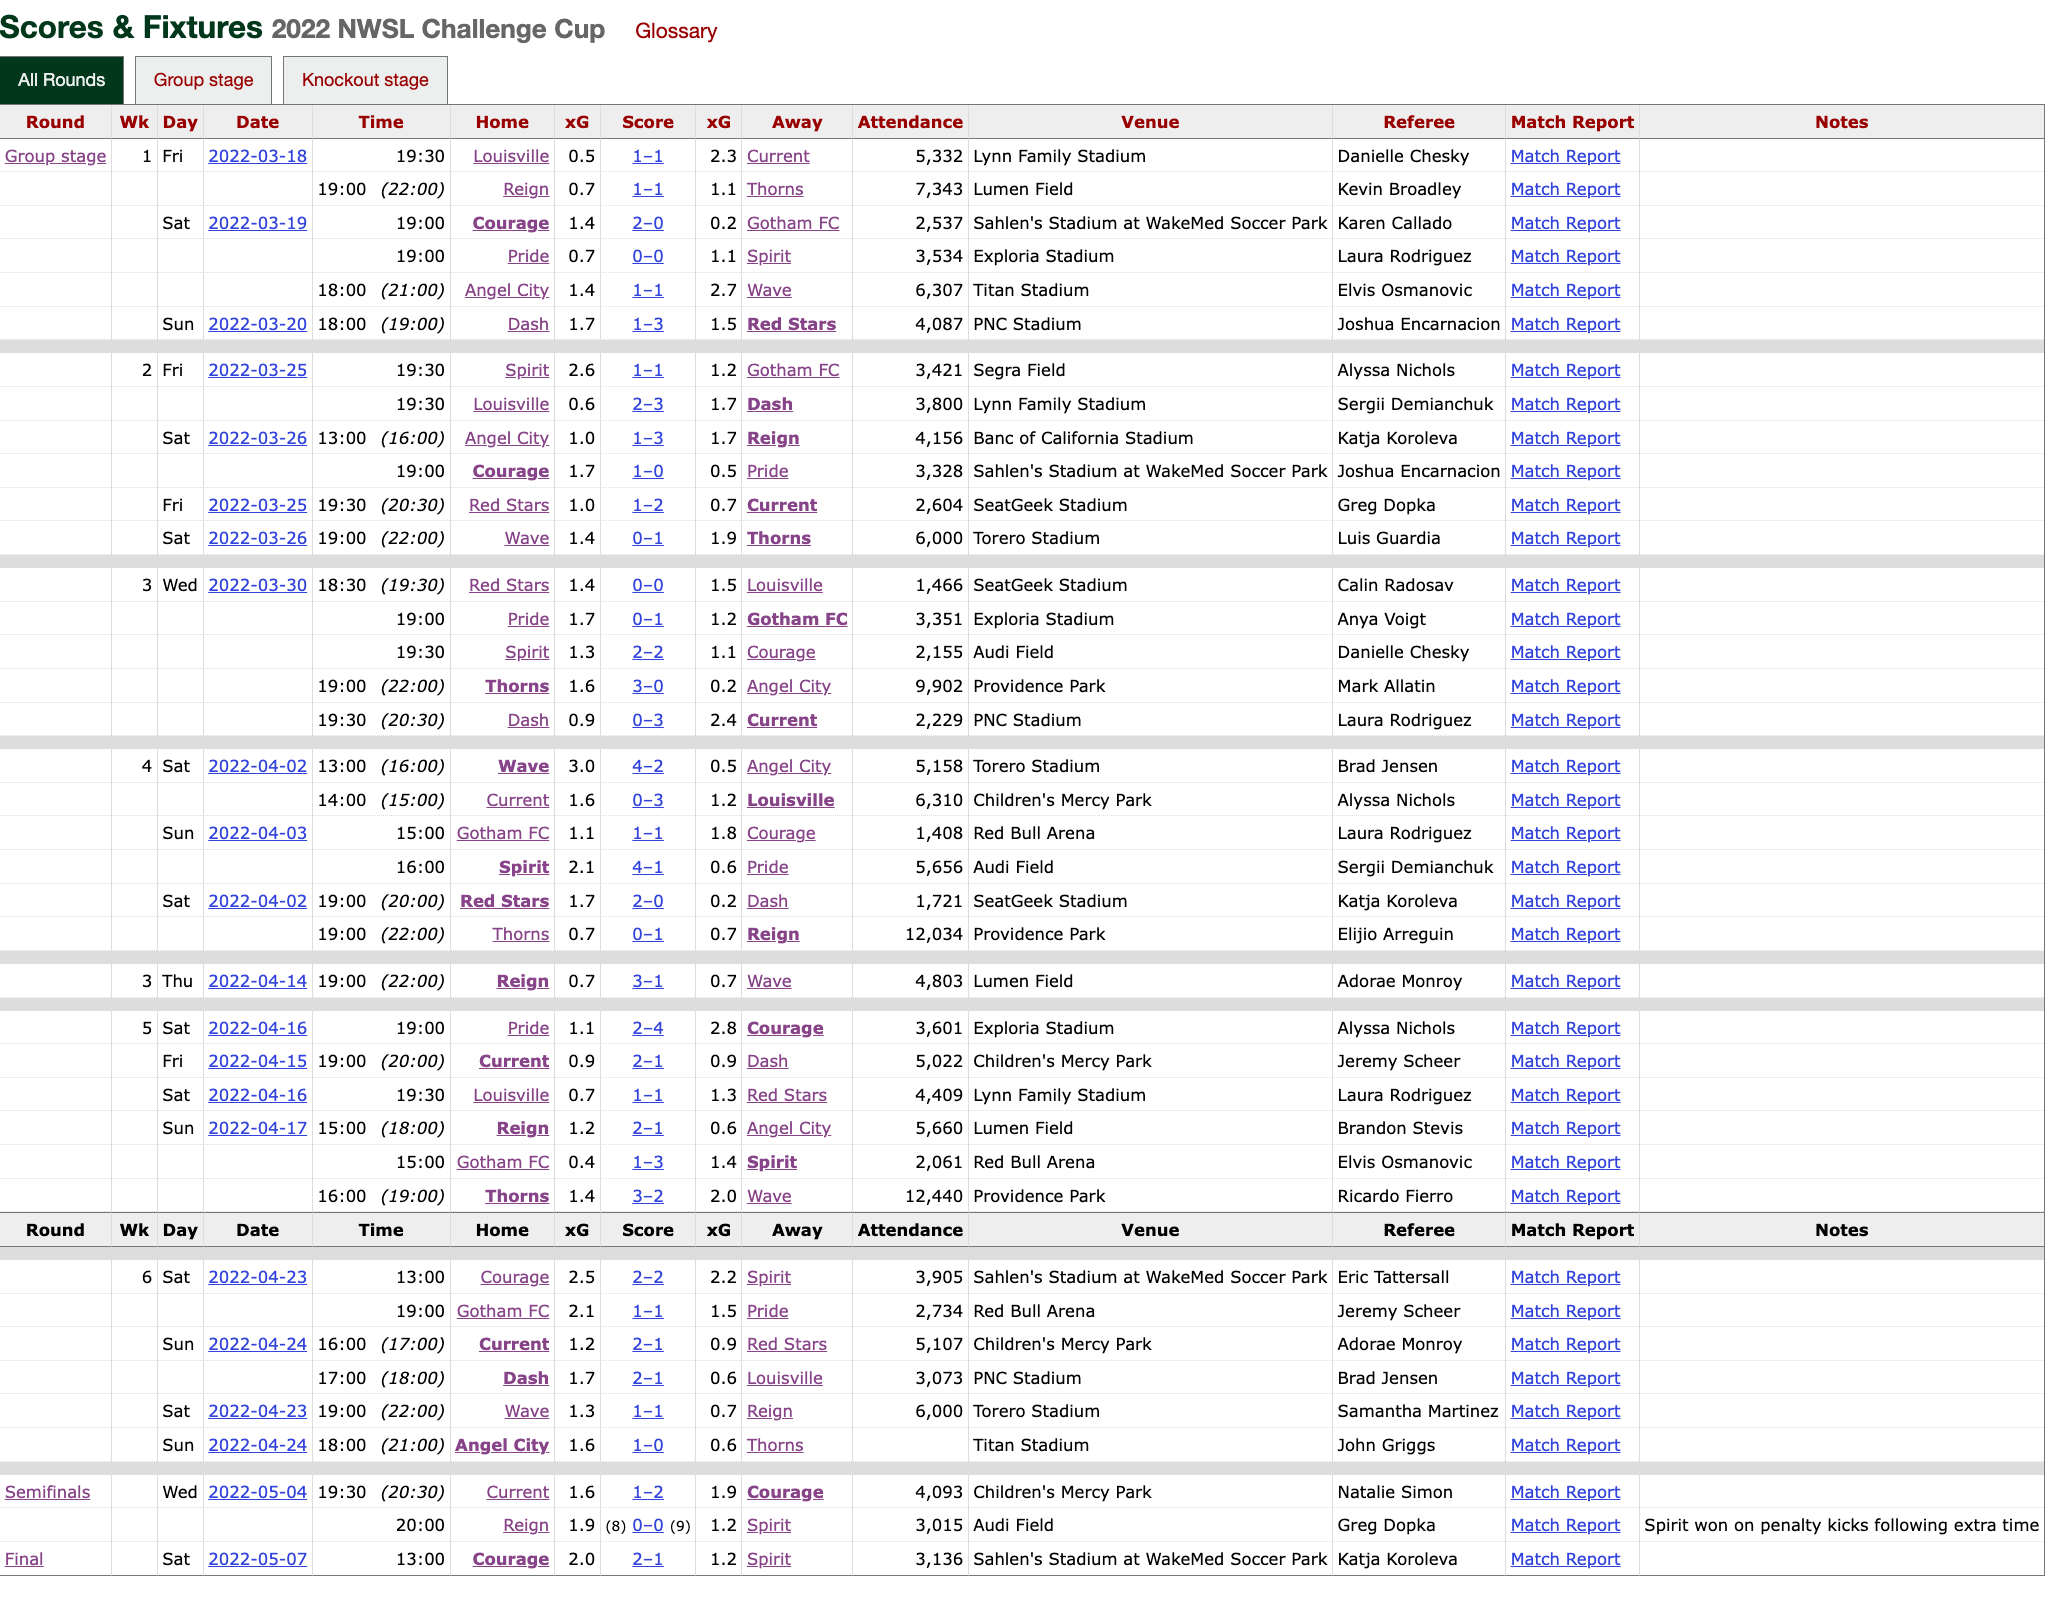 Scores & Fixtures 2022 NWSL Challenge Cup Glossary
All Rounds Group stage Knockout stage
Round Wk Day Date Time Home xG Score xG Away Attendance Venue Referee Match Report Notes
Group stage 1 Fri 2022-03-18 19:30 Louisville 0.5 1–1 2.3 Current 5,332 Lynn Family Stadium Danielle Chesky Match Report
19:00 (22:00) Reign 0.7 1–1 1.1 Thorns 7,343 Lumen Field Kevin Broadley Match Report
Sat 2022-03-19 19:00 Courage 1.4 2–0 0.2 Gotham FC 2,537 Sahlen's Stadium at WakeMed Soccer Park Karen Callado Match Report
19:00 Pride 0.7 0–0 1.1 Spirit 3,534 Exploria Stadium Laura Rodriguez Match Report
18:00 (21:00) Angel City 1.4 1–1 2.7 Wave 6,307 Titan Stadium Elvis Osmanovic Match Report
Sun 2022-03-20 18:00 (19:00) Dash 1.7 1–3 1.5 Red Stars 4,087 PNC Stadium Joshua Encarnacion Match Report
2 Fri 2022-03-25 19:30 Spirit 2.6 1–1 1.2 Gotham FC 3,421 Segra Field Alyssa Nichols Match Report
19:30 Louisville 0.6 2–3 1.7 Dash 3,800 Lynn Family Stadium Sergii Demianchuk Match Report
Sat 2022-03-26 13:00 (16:00) Angel City 1.0 1–3 1.7 Reign 4,156 Banc of California Stadium Katja Koroleva Match Report
19:00 Courage 1.7 1–0 0.5 Pride 3,328 Sahlen's Stadium at WakeMed Soccer Park Joshua Encarnacion Match Report
Fri 2022-03-25 19:30 (20:30) Red Stars 1.0 1–2 0.7 Current 2,604 SeatGeek Stadium Greg Dopka Match Report
Sat 2022-03-26 19:00 (22:00) Wave 1.4 0–1 1.9 Thorns 6,000 Torero Stadium Luis Guardia Match Report
3 Wed 2022-03-30 18:30 (19:30) Red Stars 1.4 0–0 1.5 Louisville 1,466 SeatGeek Stadium Calin Radosav Match Report
19:00 Pride 1.7 0–1 1.2 Gotham FC 3,351 Exploria Stadium Anya Voigt Match Report
19:30 Spirit 1.3 2–2 1.1 Courage 2,155 Audi Field Danielle Chesky Match Report
19:00 (22:00) Thorns 1.6 3–0 0.2 Angel City 9,902 Providence Park Mark Allatin Match Report
19:30 (20:30) Dash 0.9 0–3 2.4 Current 2,229 PNC Stadium Laura Rodriguez Match Report
4 Sat 2022-04-02 13:00 (16:00) Wave 3.0 4–2 0.5 Angel City 5,158 Torero Stadium Brad Jensen Match Report
14:00 (15:00) Current 1.6 0–3 1.2 Louisville 6,310 Children's Mercy Park Alyssa Nichols Match Report
Sun 2022-04-03 15:00 Gotham FC 1.1 1–1 1.8 Courage 1,408 Red Bull Arena Laura Rodriguez Match Report
16:00 Spirit 2.1 4–1 0.6 Pride 5,656 Audi Field Sergii Demianchuk Match Report
Sat 2022-04-02 19:00 (20:00) Red Stars 1.7 2–0 0.2 Dash 1,721 SeatGeek Stadium Katja Koroleva Match Report
19:00 (22:00) Thorns 0.7 0–1 0.7 Reign 12,034 Providence Park Elijio Arreguin Match Report
3 Thu 2022-04-14 19:00 (22:00) Reign 0.7 3–1 0.7 Wave 4,803 Lumen Field Adorae Monroy Match Report
5 Sat 2022-04-16 19:00 Pride 1.1 2–4 2.8 Courage 3,601 Exploria Stadium Alyssa Nichols Match Report
Fri 2022-04-15 19:00 (20:00) Current 0.9 2–1 0.9 Dash 5,022 Children's Mercy Park Jeremy Scheer Match Report
Sat 2022-04-16 19:30 Louisville 0.7 1–1 1.3 Red Stars 4,409 Lynn Family Stadium Laura Rodriguez Match Report
Sun 2022-04-17 15:00 (18:00) Reign 1.2 2–1 0.6 Angel City 5,660 Lumen Field Brandon Stevis Match Report
15:00 Gotham FC 0.4 1–3 1.4 Spirit 2,061 Red Bull Arena Elvis Osmanovic Match Report
16:00 (19:00) Thorns 1.4 3–2 2.0 Wave 12,440 Providence Park Ricardo Fierro Match Report
Round Wk Day Date Time Home xG Score xG Away Attendance Venue Referee Match Report Notes
6 Sat 2022-04-23 13:00 Courage 2.5 2–2 2.2 Spirit 3,905 Sahlen's Stadium at WakeMed Soccer Park Eric Tattersall Match Report
19:00 Gotham FC 2.1 1–1 1.5 Pride 2,734 Red Bull Arena Jeremy Scheer Match Report
Sun 2022-04-24 16:00 (17:00) Current 1.2 2–1 0.9 Red Stars 5,107 Children's Mercy Park Adorae Monroy Match Report
17:00 (18:00) Dash 1.7 2–1 0.6 Louisville 3,073 PNC Stadium Brad Jensen Match Report
Sat 2022-04-23 19:00 (22:00) Wave 1.3 1–1 0.7 Reign 6,000 Torero Stadium Samantha Martinez Match Report
Sun 2022-04-24 18:00 (21:00) Angel City 1.6 1–0 0.6 Thorns Titan Stadium John Griggs Match Report
Semifinals Wed 2022-05-04 19:30 (20:30) Current 1.6 1–2 1.9 Courage 4,093 Children's Mercy Park Natalie Simon Match Report
20:00 Reign 1.9 (8) 0–0 (9) 1.2 Spirit 3,015 Audi Field Greg Dopka Match Report Spirit won on penalty kicks following extra time
Final Sat 2022-05-07 13:00 Courage 2.0 2–1 1.2 Spirit 3,136 Sahlen's Stadium at WakeMed Soccer Park Katja Koroleva Match Report